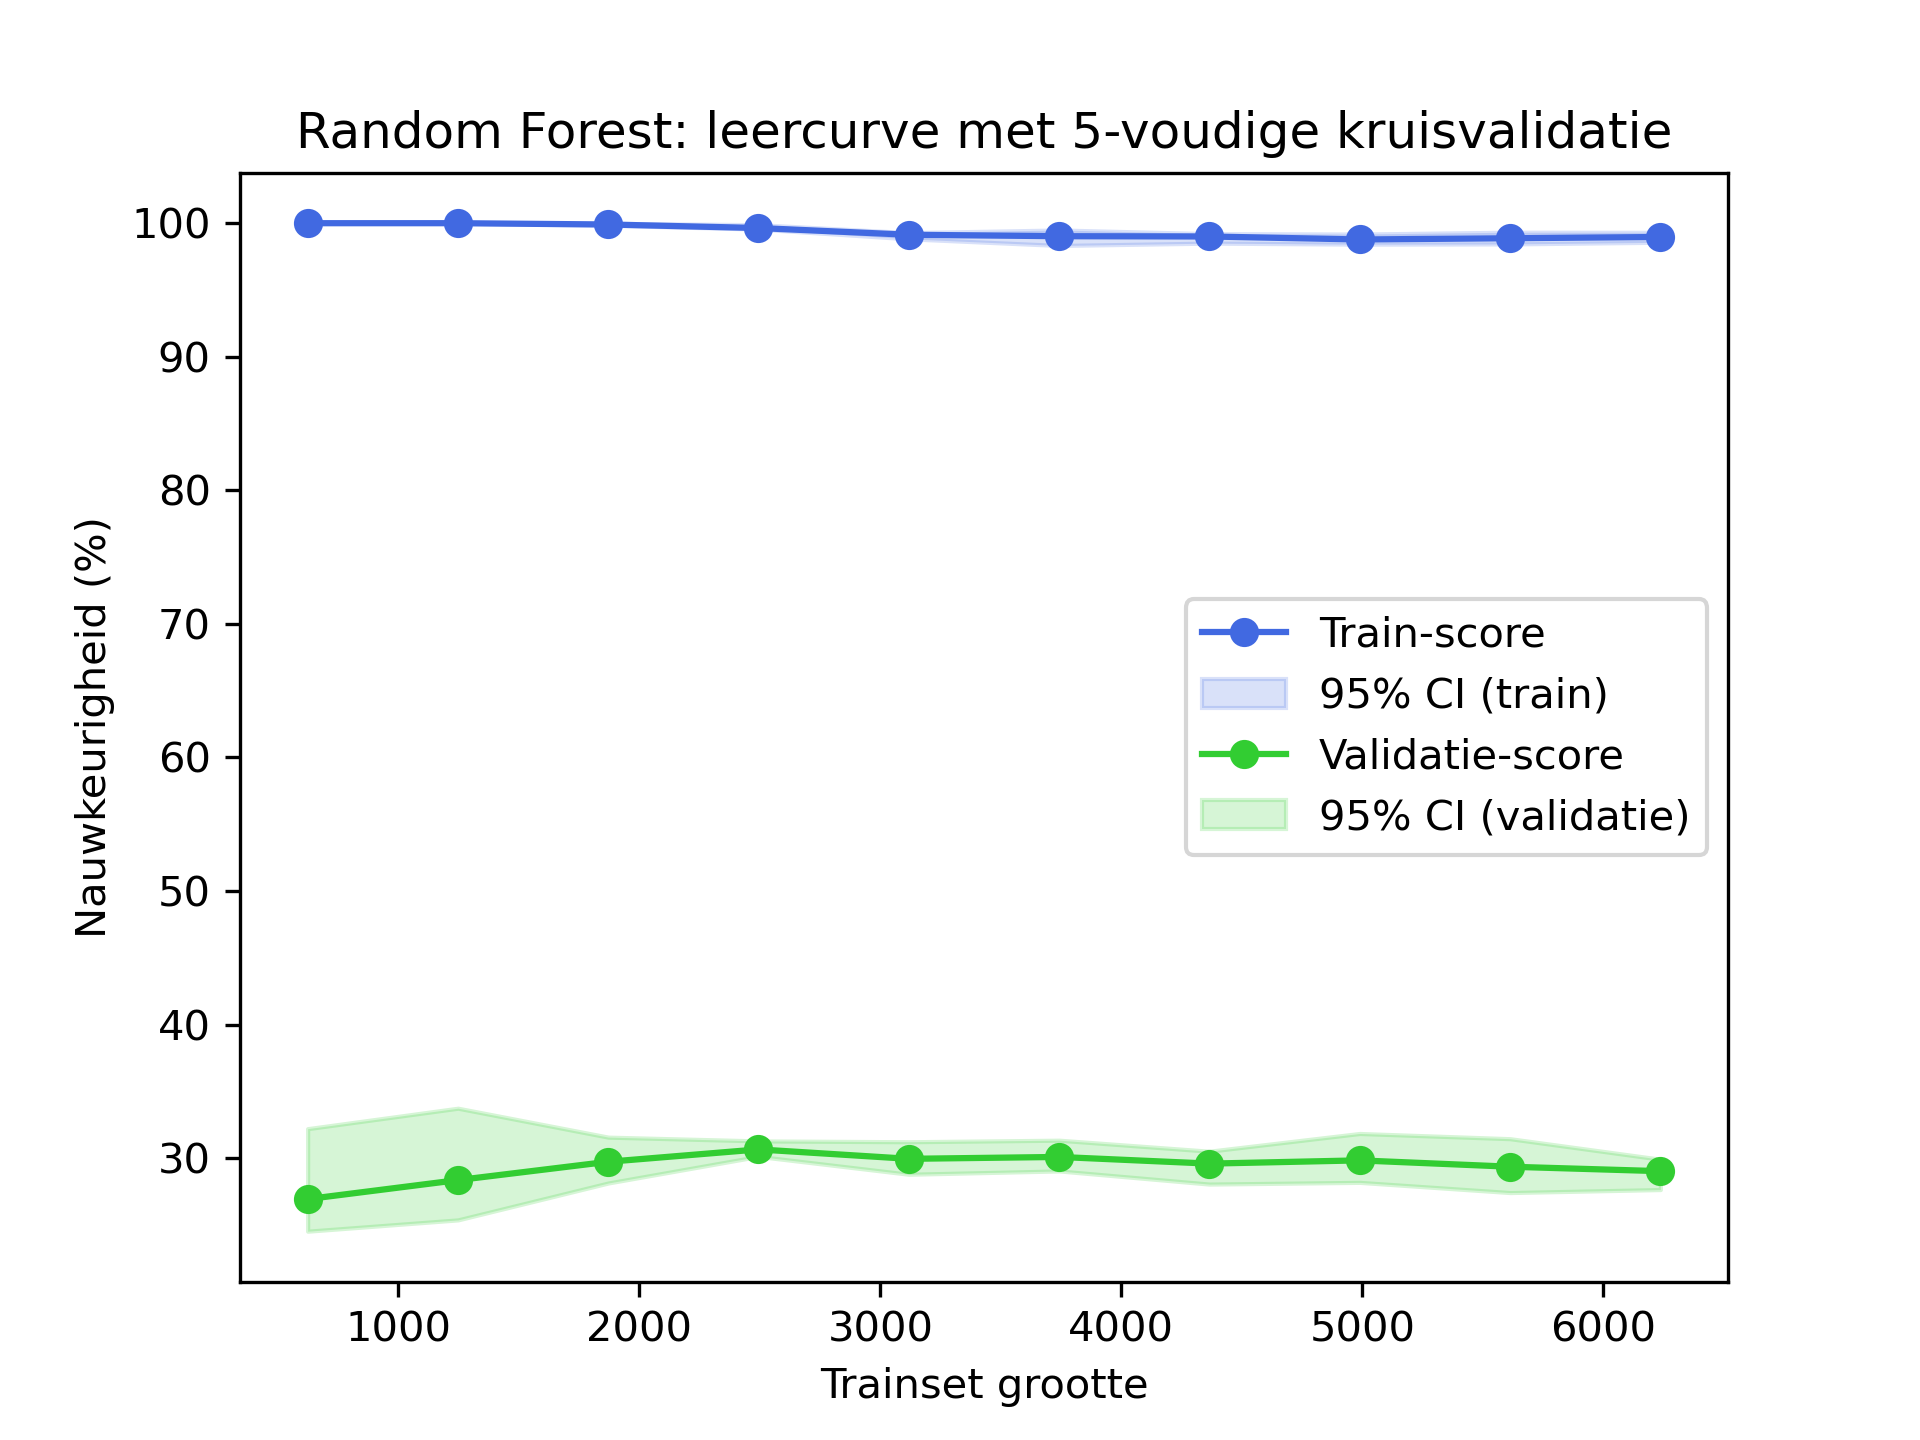 Random Forest: leercurve met 5-voudige kruisvalidatie
100
90
80
70
60
50
40
30
Nauwkeurigheid (%)
Train-score
95% CI (train)
Validatie-score
95% CI (validatie)
1000 2000 3000 4000 5000 6000
Trainset grootte